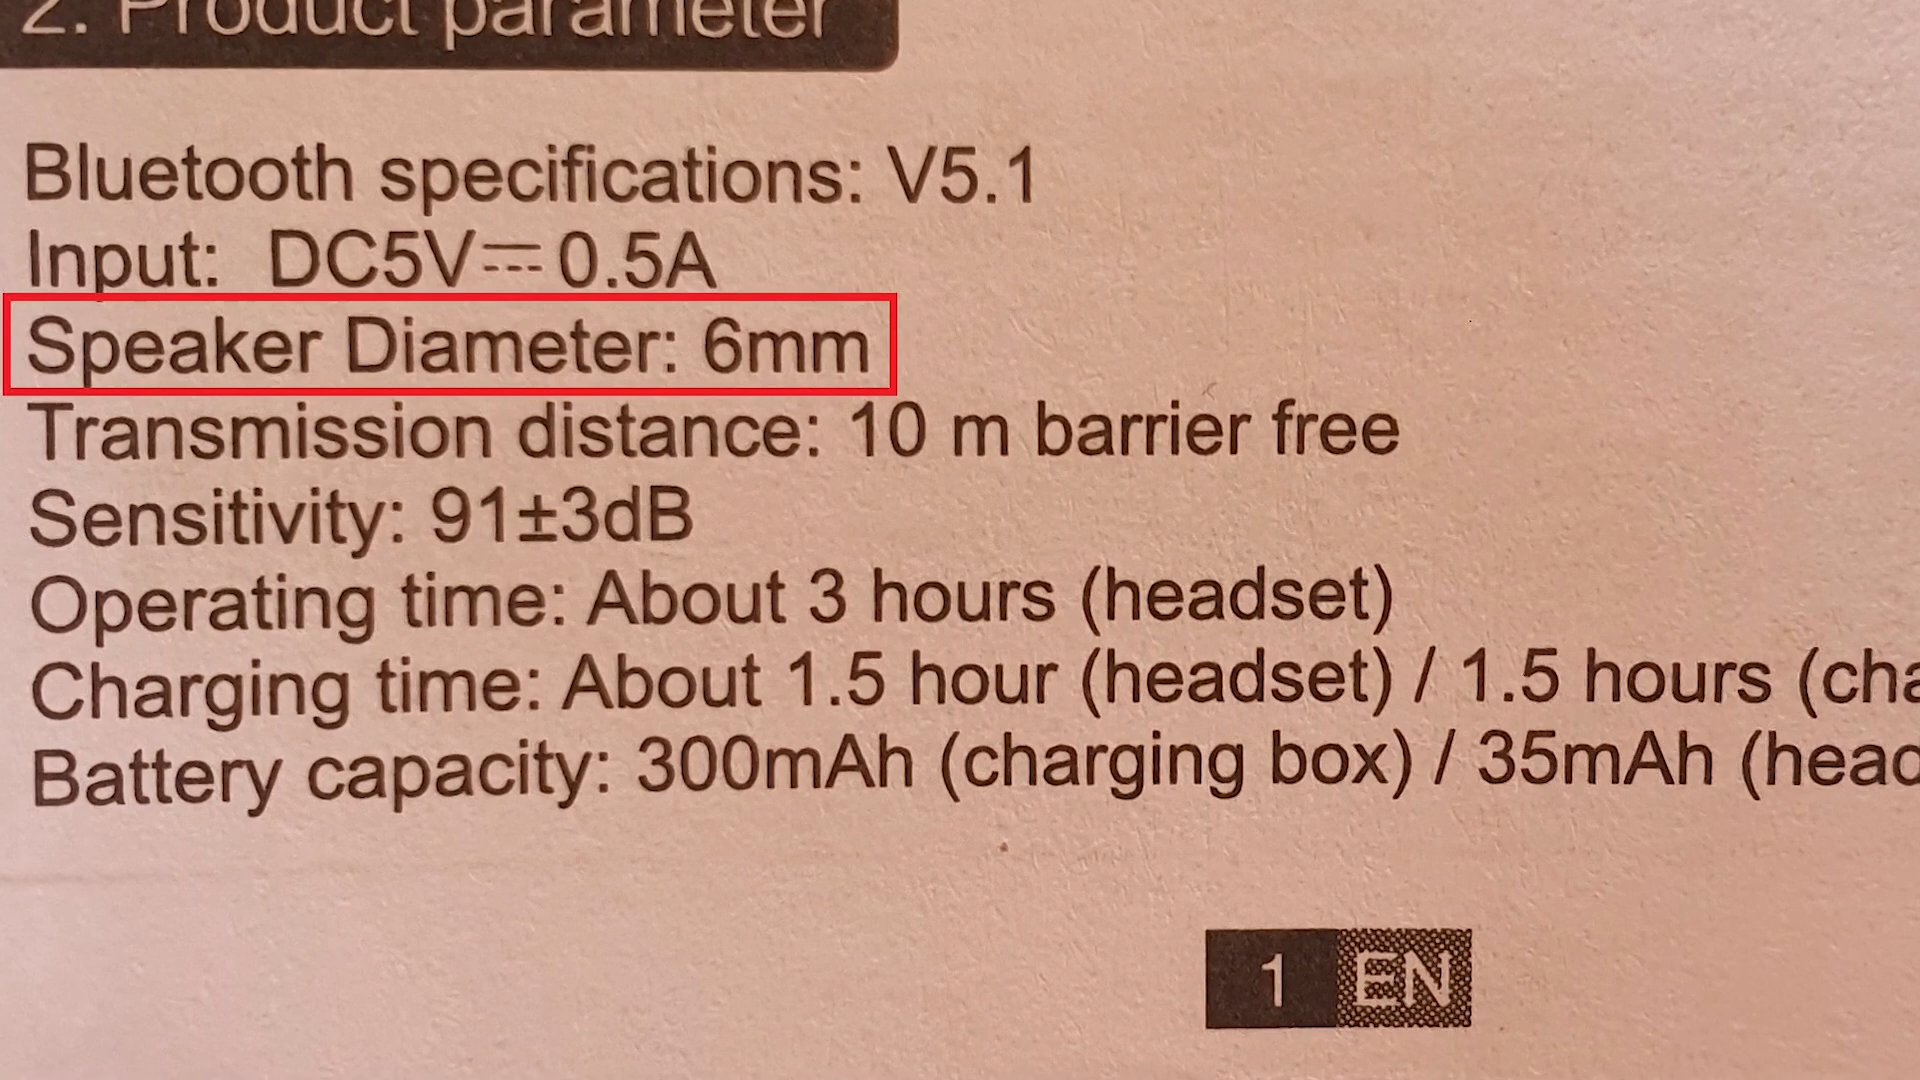 2. Product parameter
Bluetooth specifications: V5.1
Input: DC5V⎓0.5A
Speaker Diameter: 6mm
Transmission distance: 10 m barrier free
Sensitivity: 91±3dB
Operating time: About 3 hours (headset)
Charging time: About 1.5 hour (headset) / 1.5 hours (cha
Battery capacity: 300mAh (charging box) / 35mAh (head
1 EN